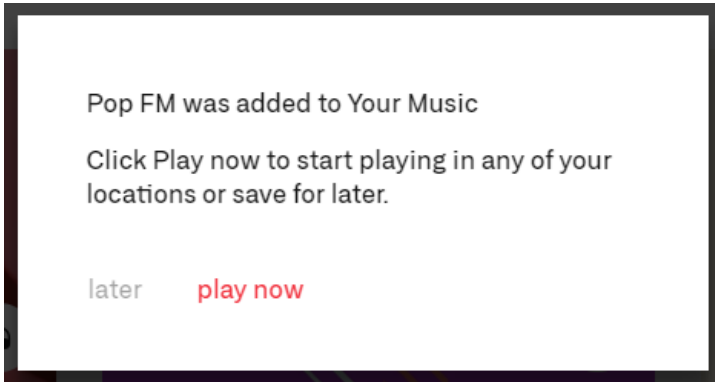 Pop FM was added to Your Music
Click Play now to start playing in any of your
locations or save for later.
later play now